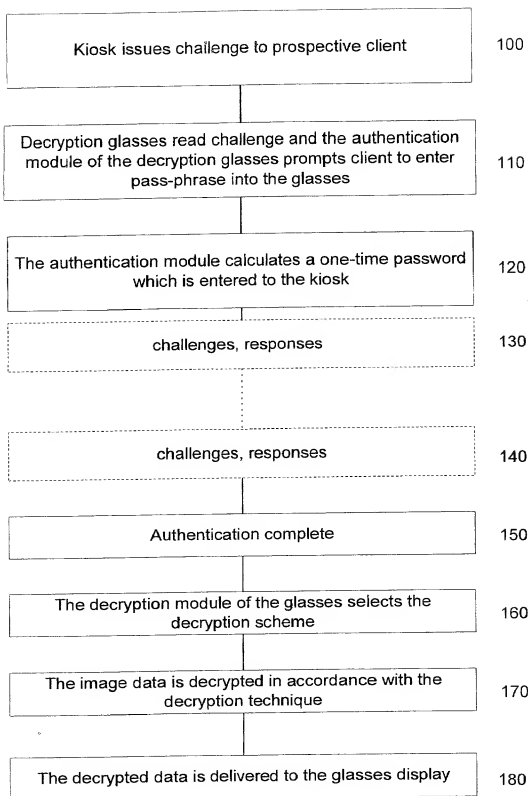 Kiosk issues challenge to prospective client
100
Decryption glasses read challenge and the authentication
module of the decryption glasses prompts client to enter
pass-phrase into the glasses
110
The authentication module calculates a one-time password
which is entered to the kiosk
120
challenges, responses
130
challenges, responses
140
Authentication complete
150
The decryption module of the glasses selects the
decryption scheme
160
The image data is decrypted in accordance with the
decryption technique
170
The decrypted data is delivered to the glasses display
180